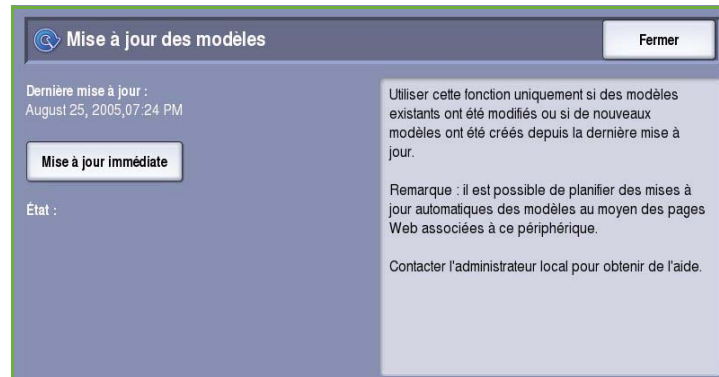 Mise à jour des modèles
Fermer
Dernière mise à jour :
August 25, 2005,07:24 PM
Mise à jour immédiate
État :
Utiliser cette fonction uniquement si des modèles
existants ont été modifiés ou si de nouveaux
modèles ont été créés depuis la dernière mise à
jour.
Remarque : il est possible de planifier des mises à
jour automatiques des modèles au moyen des pages
Web associées à ce périphérique.
Contacter l'administrateur local pour obtenir de l'aide.